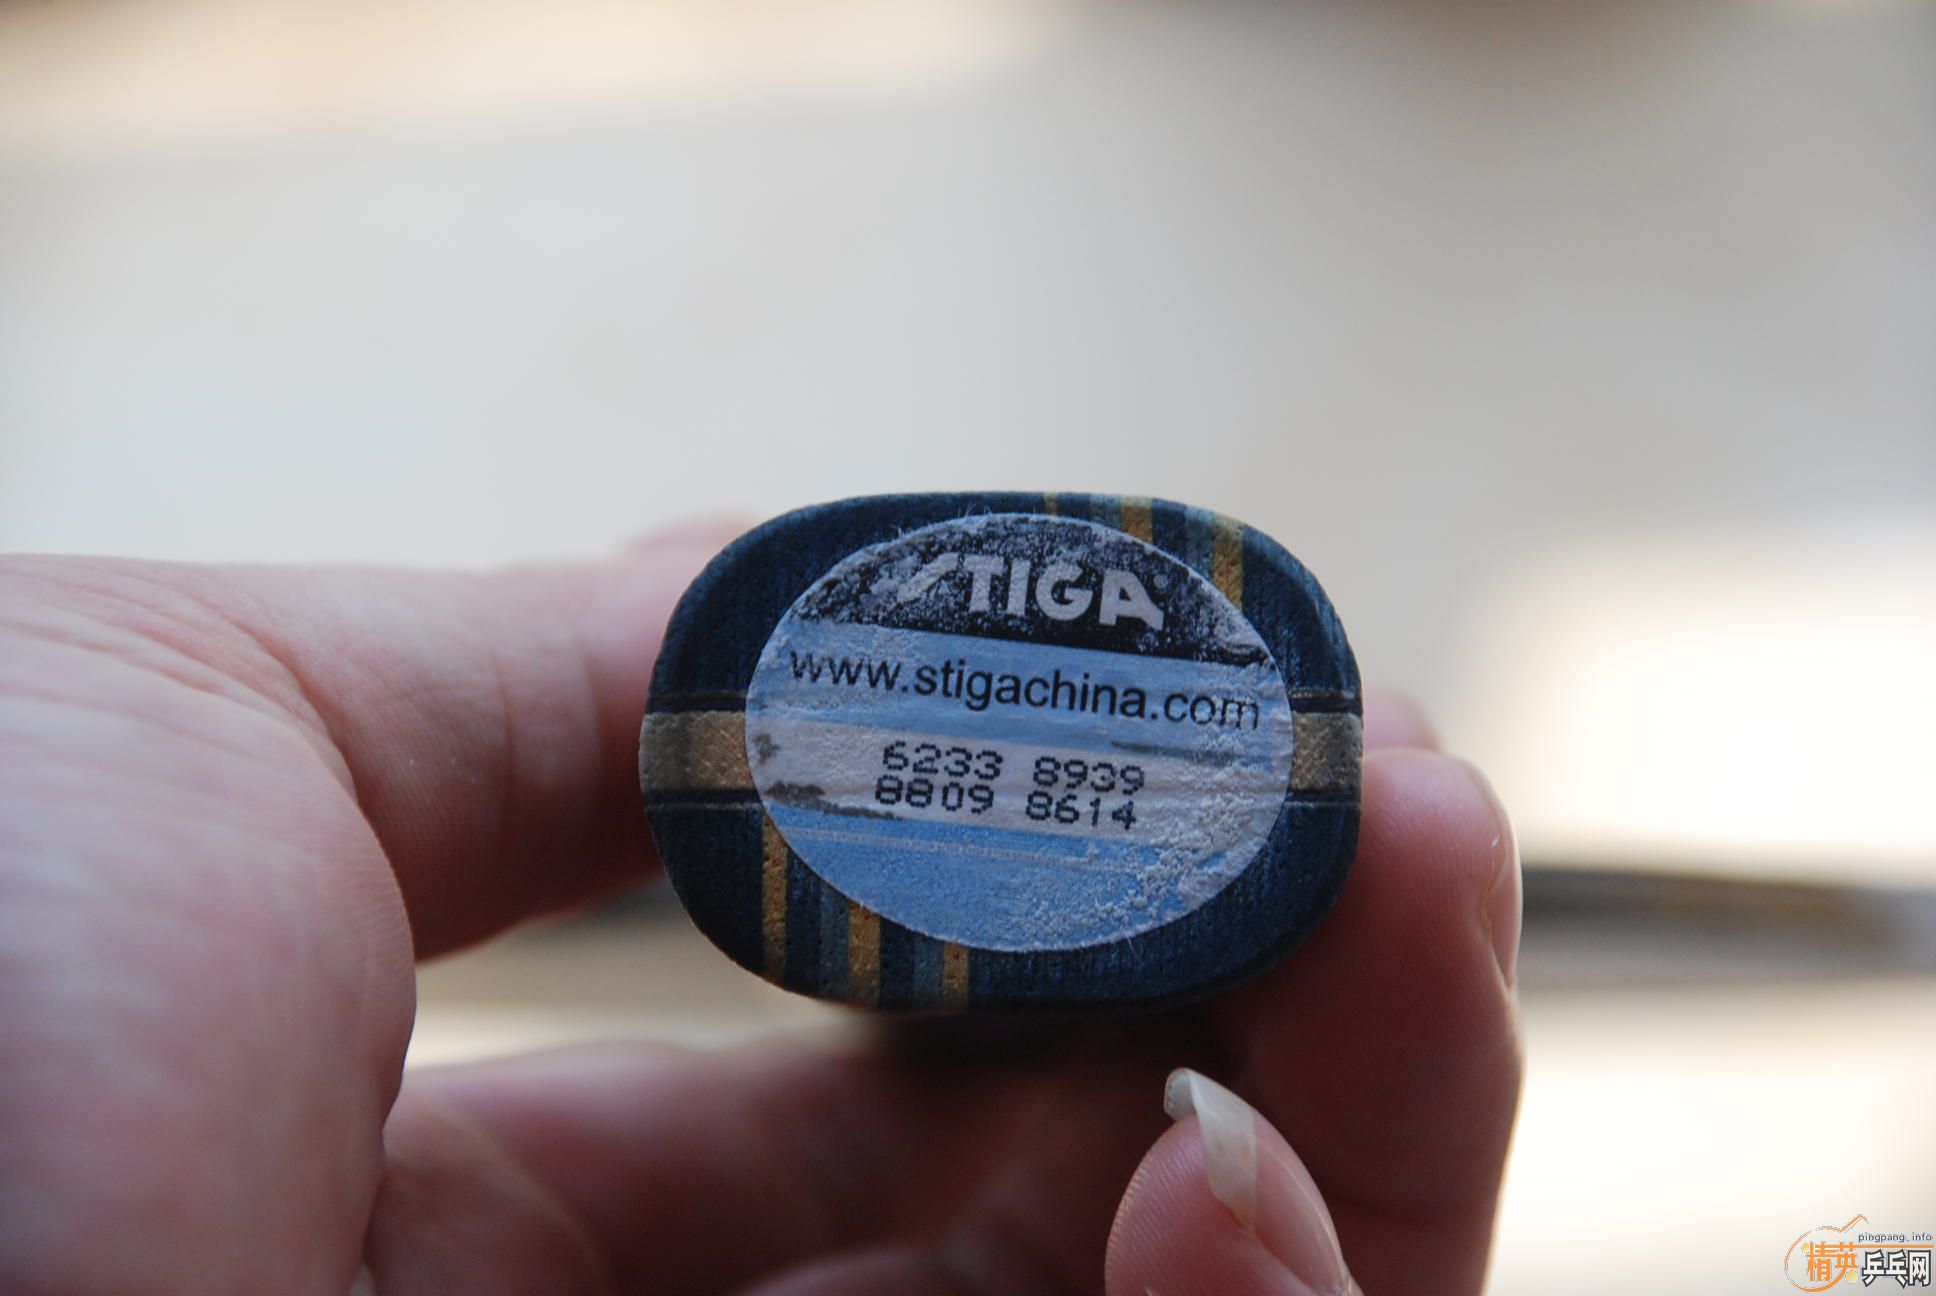 STIGA
www.stigachina.com
6233 8939
8809 8614
pingpang.info
精英乒乓网